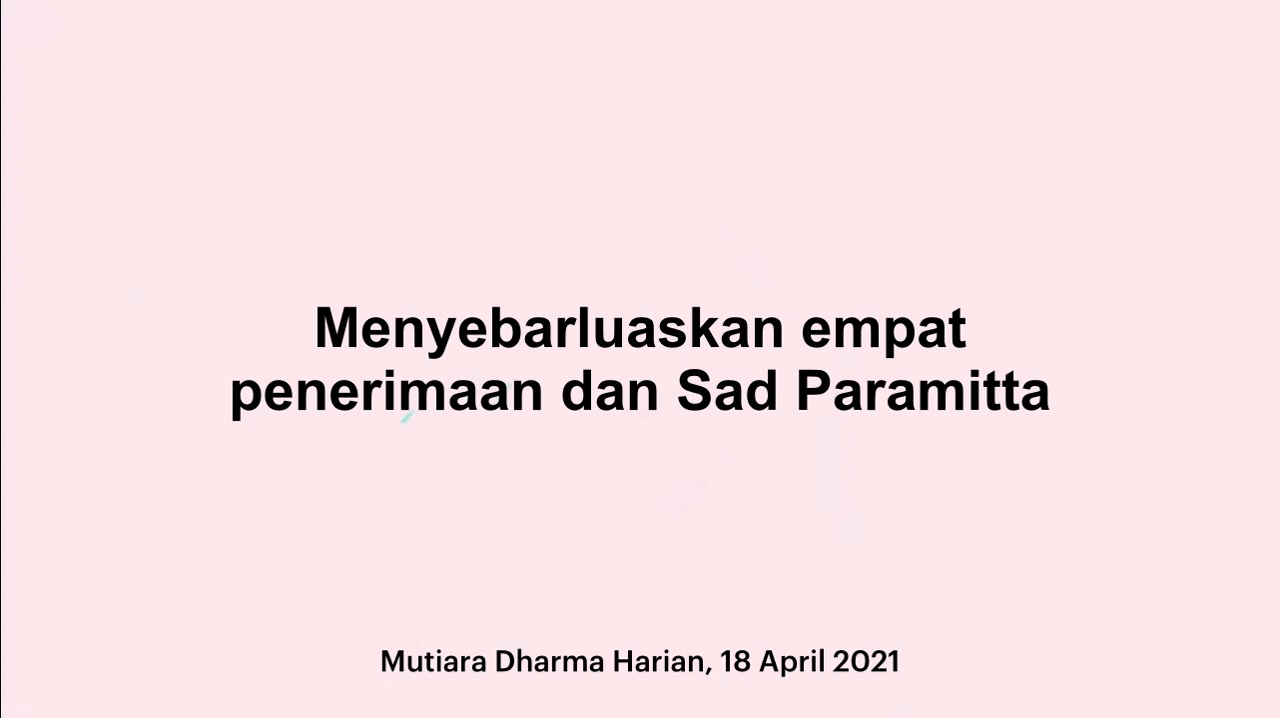 Menyebarluaskan empat
penerimaan dan Sad Paramitta
Mutiara Dharma Harian, 18 April 2021